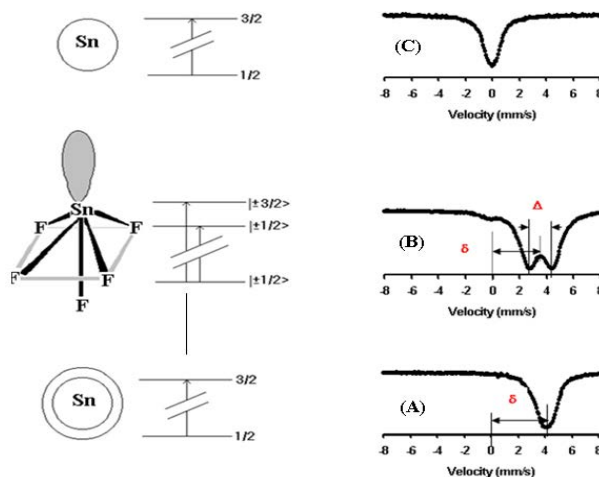 Sn
3/2
1/2
(C)
-8 -6 -4 -2 0 2 4 6 8
Velocity (mm/s)
Sn
F F
F F
F
|±3/2>
|±1/2>
|±1/2>
Δ
δ
(B)
-8 -6 -4 -2 0 2 4 6 8
Velocity (mm/s)
Sn
3/2
1/2
δ
(A)
-8 -6 -4 -2 0 2 4 6 8
Velocity (mm/s)